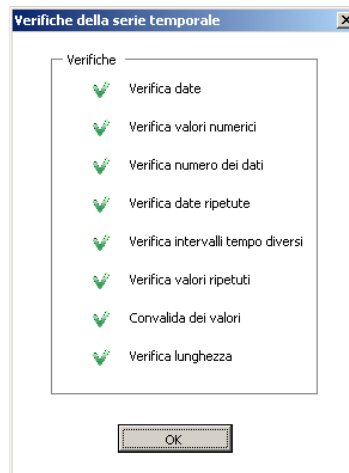 Verifiche della serie temporale
Verifiche
Verifica date
Verifica valori numerici
Verifica numero dei dati
Verifica date ripetute
Verifica intervalli tempo diversi
Verifica valori ripetuti
Convalida dei valori
Verifica lunghezza
OK